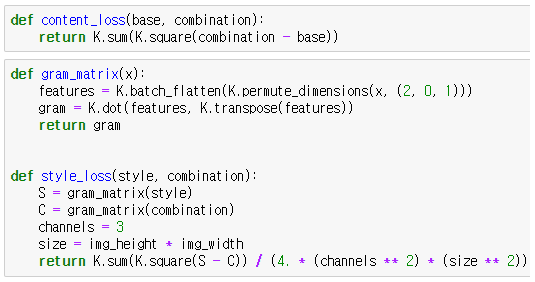 def content_loss(base, combination):
    return K.sum(K.square(combination - base))
def gram_matrix(x):
    features = K.batch_flatten(K.permute_dimensions(x, (2, 0, 1)))
    gram = K.dot(features, K.transpose(features))
    return gram
def style_loss(style, combination):
    S = gram_matrix(style)
    C = gram_matrix(combination)
    channels = 3
    size = img_height * img_width
    return K.sum(K.square(S - C)) / (4. * (channels ** 2) * (size ** 2))